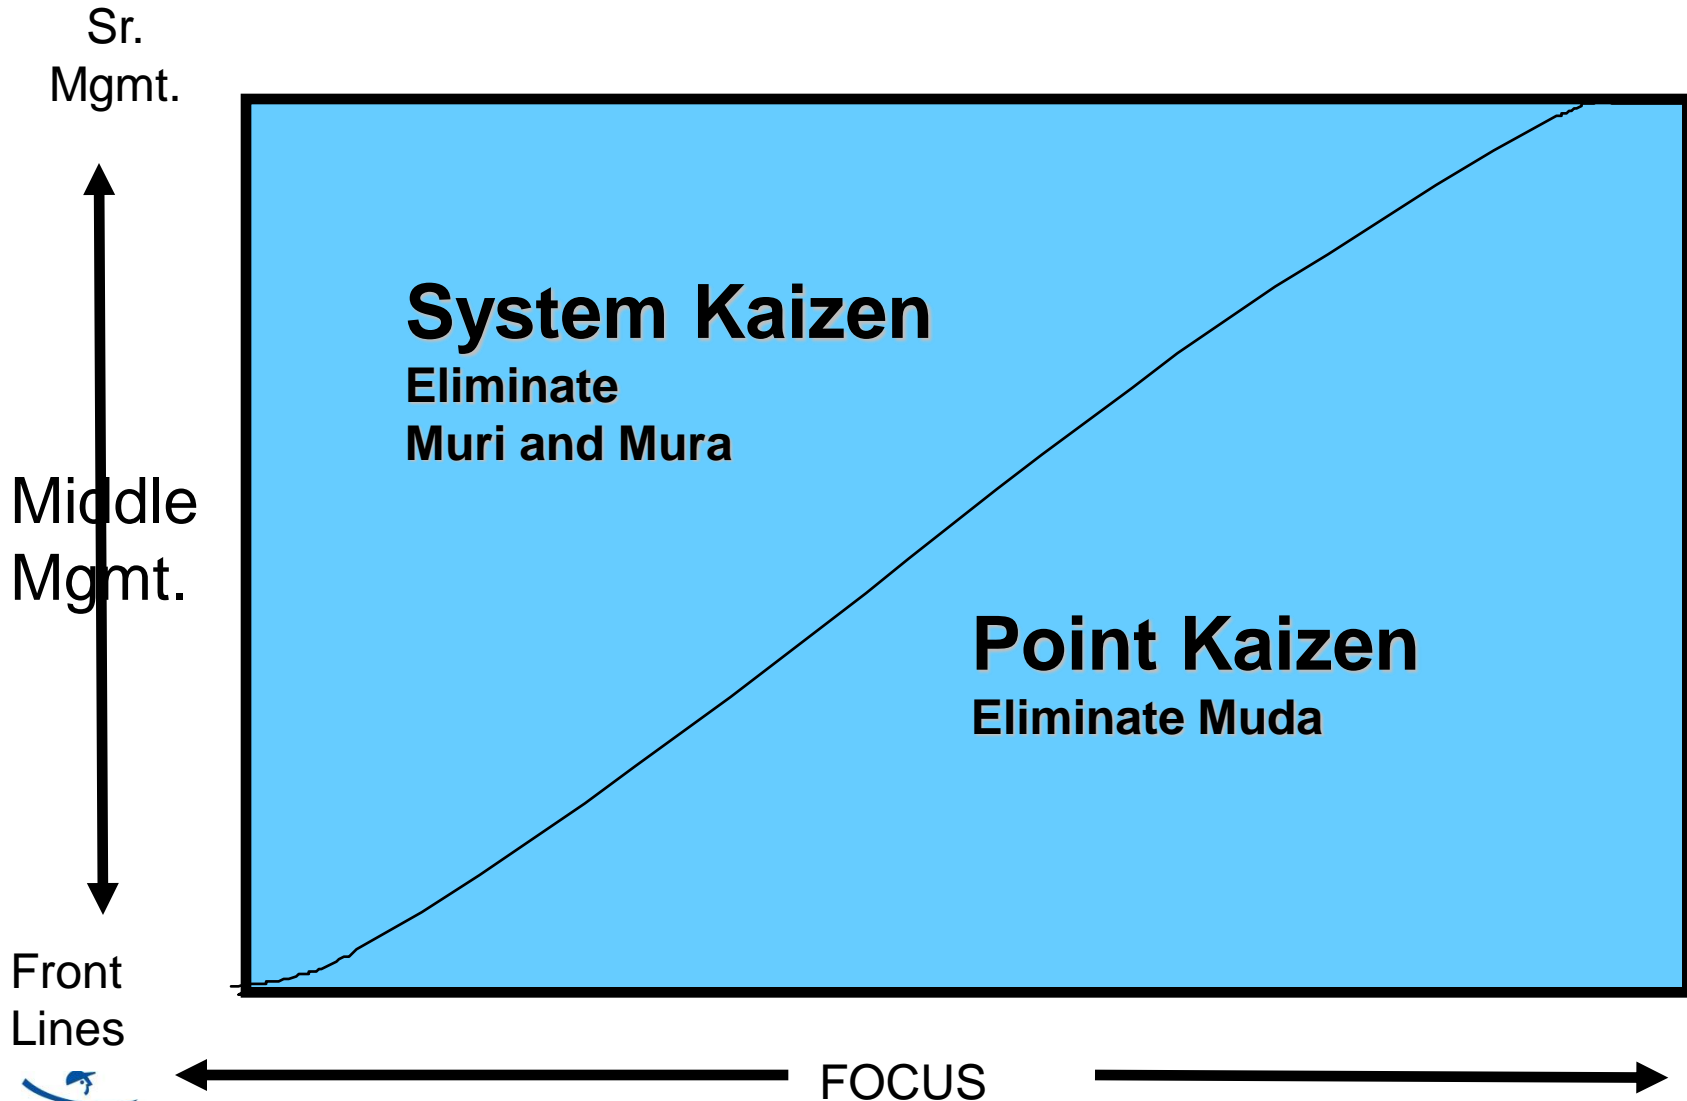 Sr.
Mgmt.
System Kaizen
Eliminate
Muri and Mura
Middle
Mgmt.
Point Kaizen
Eliminate Muda
Front
Lines
FOCUS